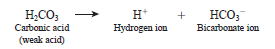 H₂CO₃ ⟶ H⁺ + HCO₃⁻
Carbonic acid Hydrogen ion Bicarbonate ion
(weak acid)